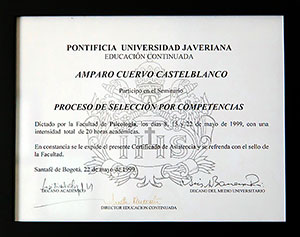 PONTIFICIA UNIVERSIDAD JAVERIANA
EDUCACIÓN CONTINUADA
AMPARO CUERVO CASTELBLANCO
Participó en el Seminario
PROCESO DE SELECCIÓN POR COMPETENCIAS
Dictado por la Facultad de Psicología, los días 8, 15 y 22 de mayo de 1999, con una
intensidad total de 20 horas académicas.
En constancia se le expide el presente Certificado de Asistencia y se refrenda con el sello de
la Facultad.
Santafé de Bogotá, 22 de mayo de 1999
DECANO ACADÉMICO
DECANO DEL MEDIO UNIVERSITARIO
DIRECTOR EDUCACIÓN CONTINUADA